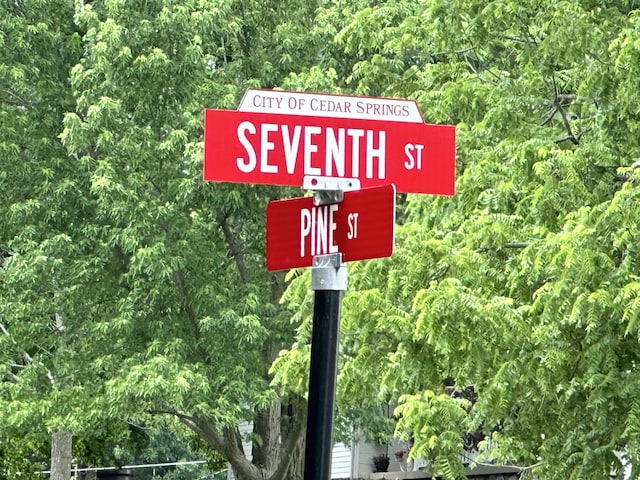 CITY OF CEDAR SPRINGS
SEVENTH ST
PINE ST